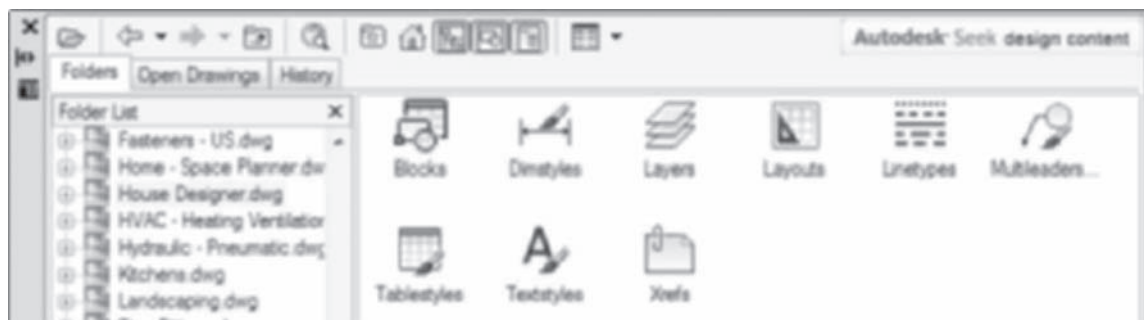 Autodesk Seek design content
Folders Open Drawings History
Folder List
Fasteners - US.dwg
Home - Space Planner.dw
House Designer.dwg
HVAC - Heating Ventilation
Hydraulic - Pneumatic.dwg
Kitchens.dwg
Landscaping.dwg
Blocks Dimstyles Layers Layouts Linetypes Multileaders...
Tablestyles Textstyles Xrefs